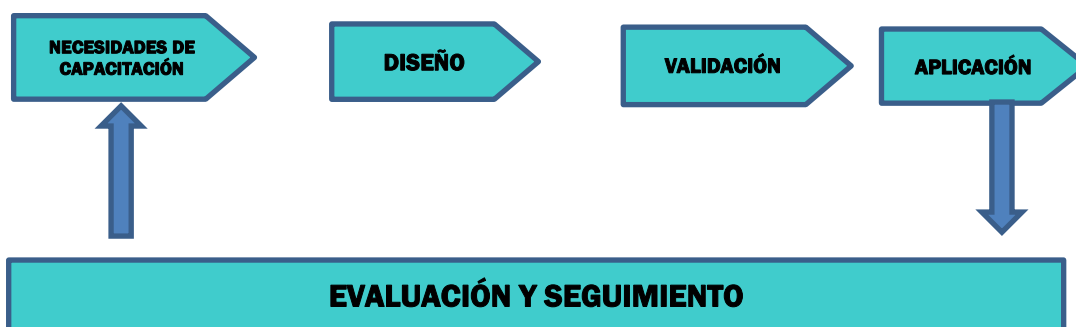 NECESIDADES DE
CAPACITACIÓN
DISEÑO
VALIDACIÓN
APLICACIÓN
EVALUACIÓN Y SEGUIMIENTO